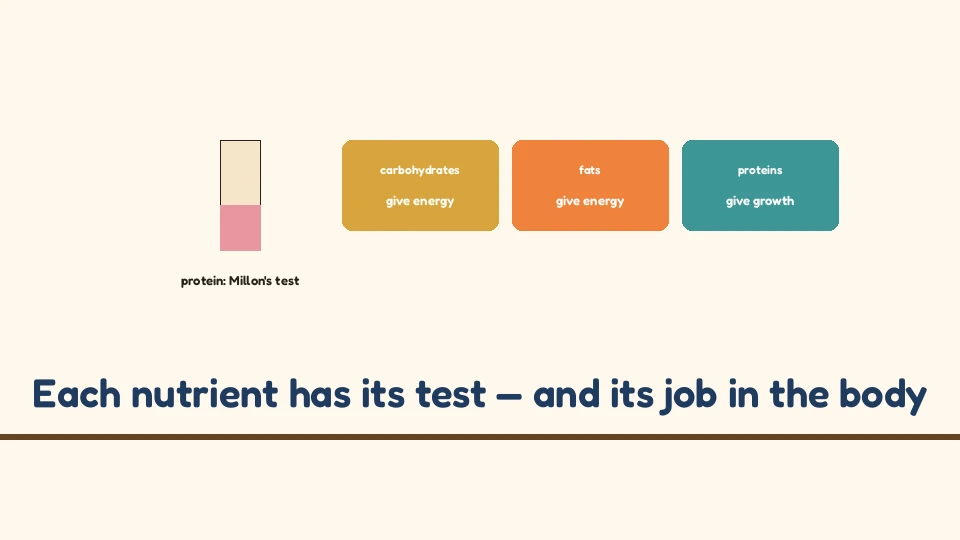 carbohydrates
give energy
fats
give energy
proteins
give growth
protein: Millon's test
Each nutrient has its test — and its job in the body